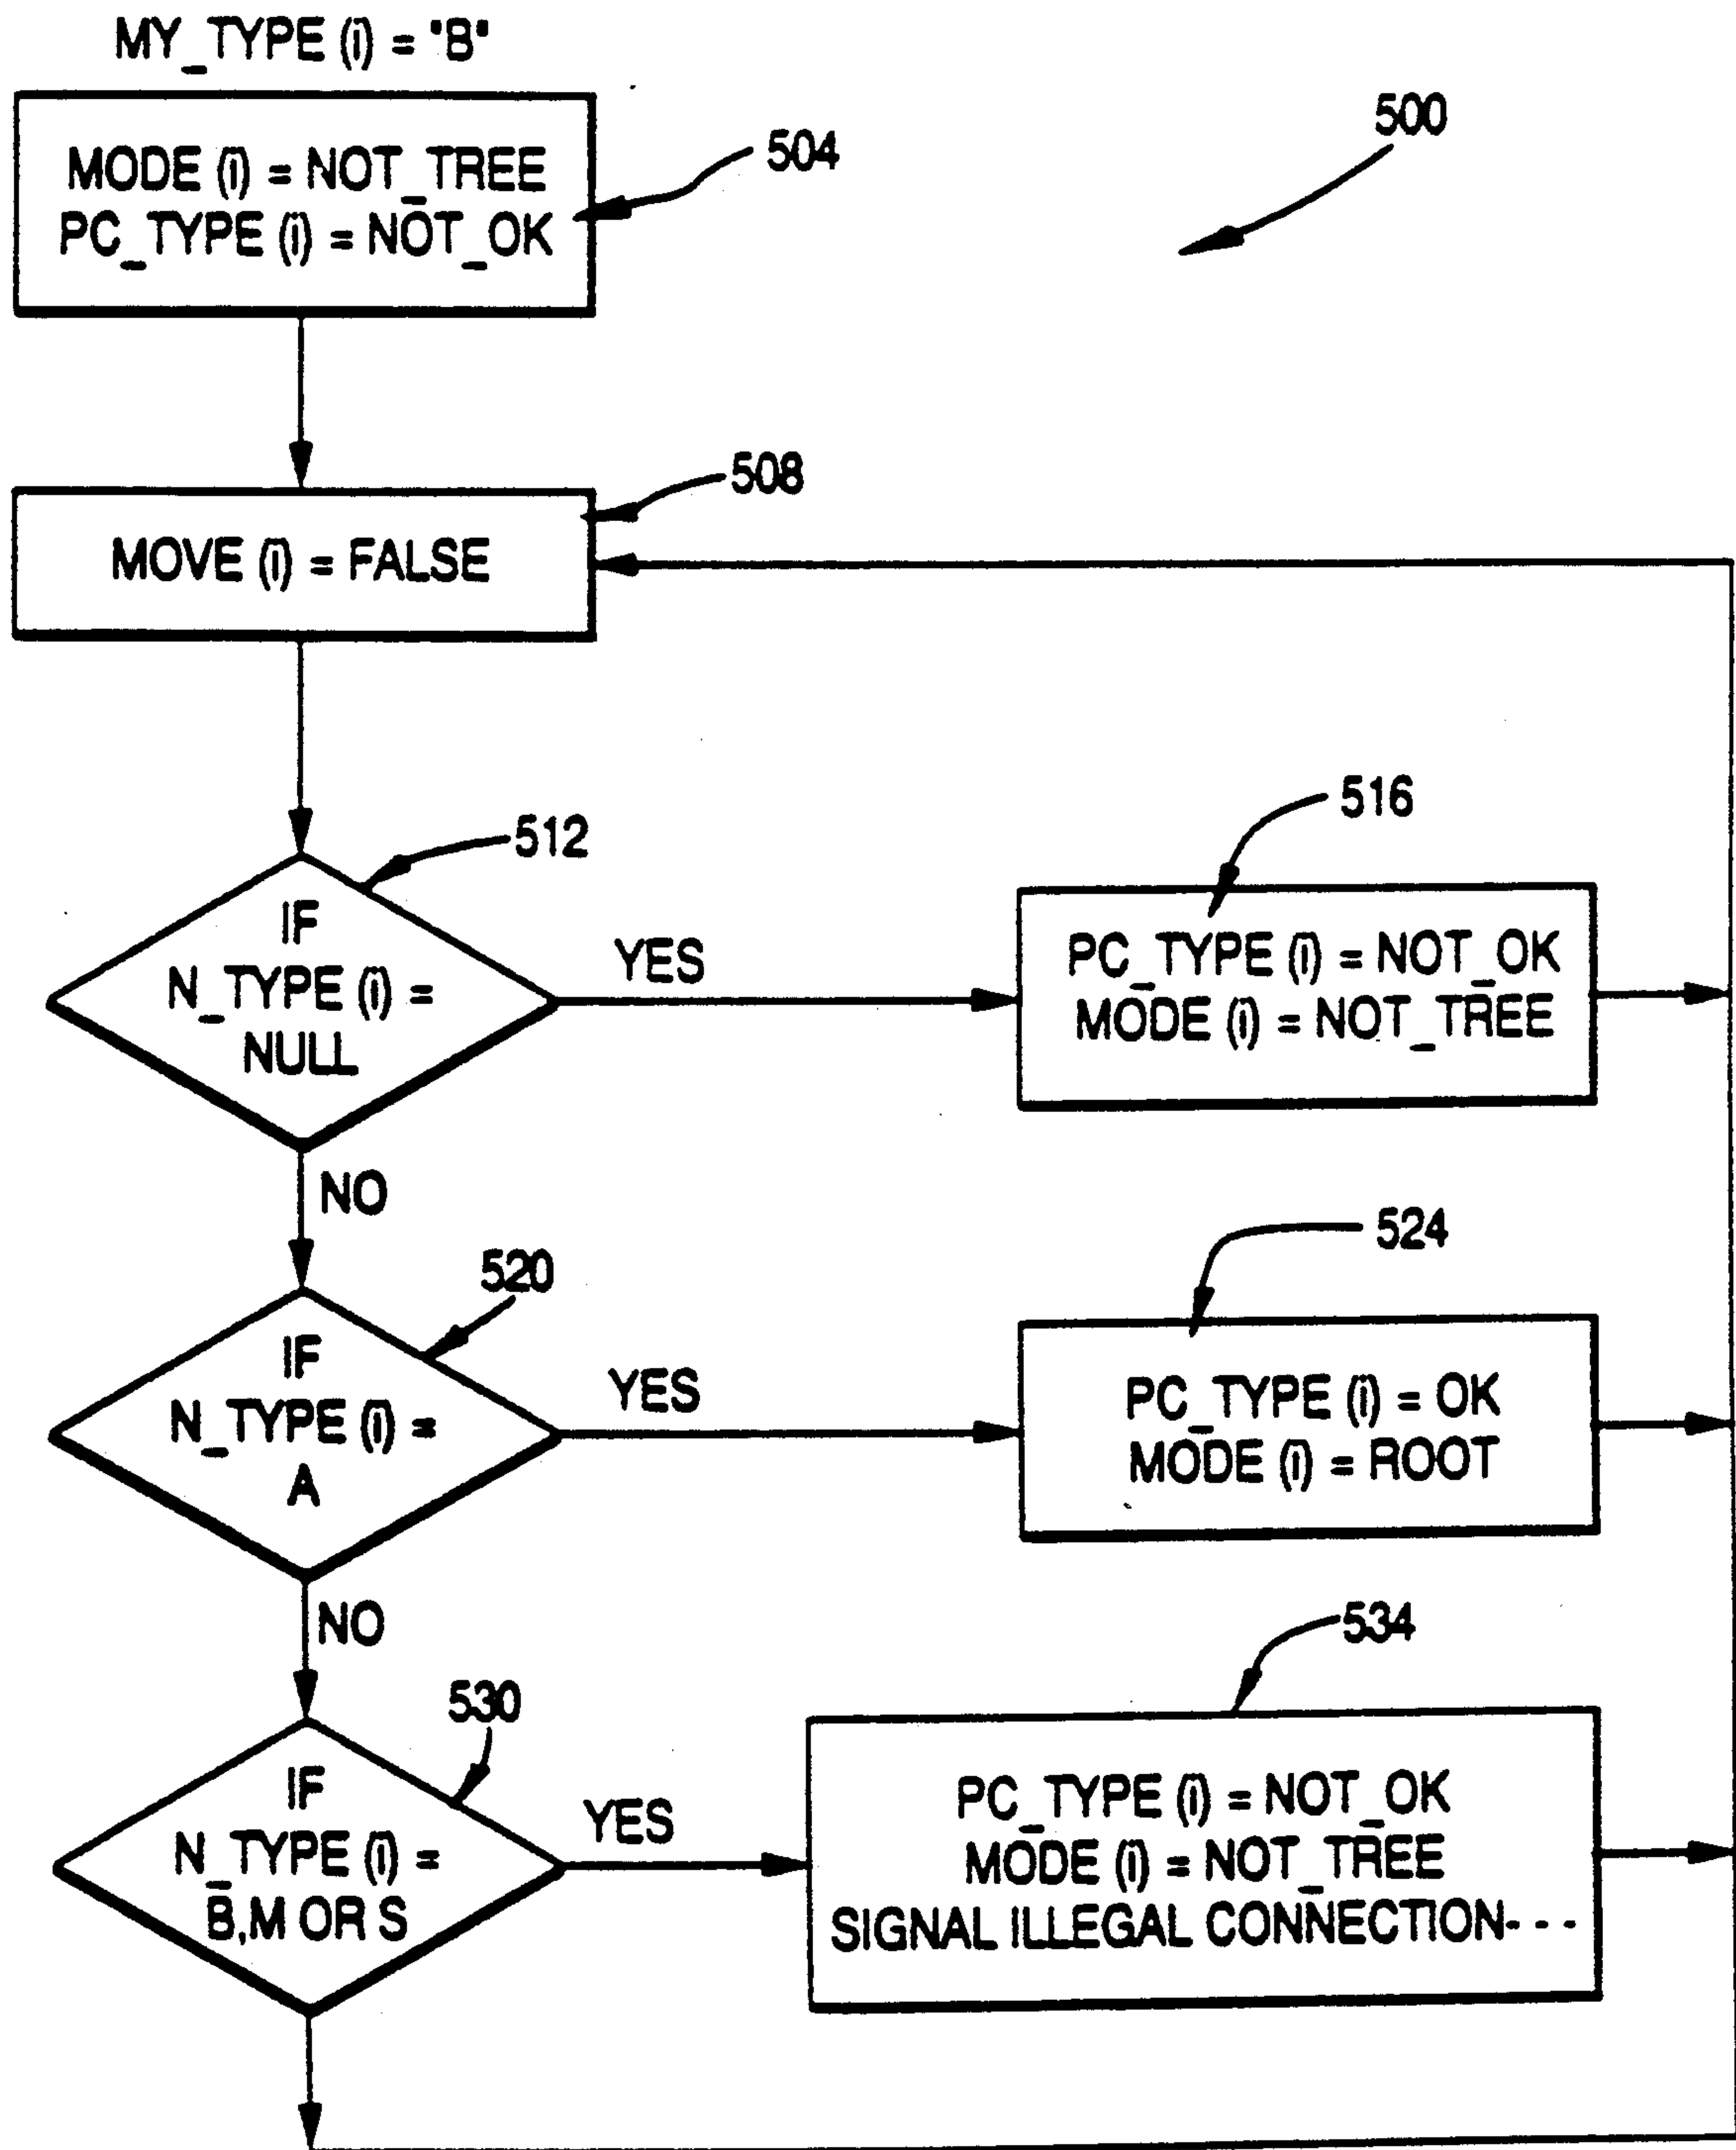 MY_TYPE (i) = "B"
500
MODE (i) = NOT_TREE
PC_TYPE (i) = NOT_OK
504
508
MOVE (i) = FALSE
512
IF
N_TYPE (i) =
NULL
YES
516
PC_TYPE (i) = NOT_OK
MODE (i) = NOT_TREE
NO
520
IF
N_TYPE (i) =
A
YES
524
PC_TYPE (i) = OK
MODE (i) = ROOT
NO
530
IF
N_TYPE (i) =
B,M OR S
YES
534
PC_TYPE (i) = NOT_OK
MODE (i) = NOT_TREE
SIGNAL ILLEGAL CONNECTION- - -